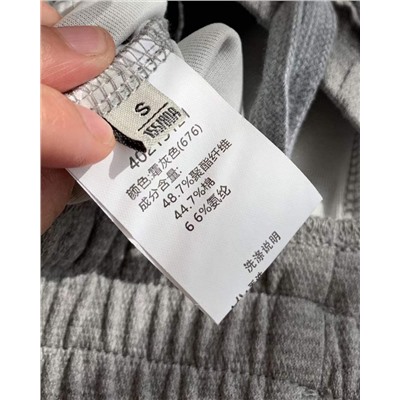 S
颜色:霜灰色(676)
成分含量:
48.7%聚酯纤维
44.7%棉
6 6%氨纶
洗涤说明